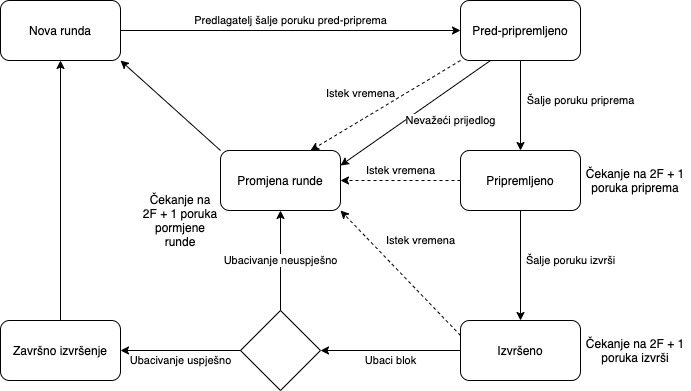 Nova runda
Predlagatelj šalje poruku pred-priprema
Pred-pripremljeno
Istek vremena
Šalje poruku priprema
Nevažeći prijedlog
Promjena runde
Istek vremena
Pripremljeno
Čekanje na 2F + 1
poruka priprema
Čekanje na
2F + 1 poruka
pormjene
runde
Istek vremena
Ubacivanje neuspješno
Šalje poruku izvrši
Završno izvršenje
Ubacivanje uspješno
Ubaci blok
Izvršeno
Čekanje na 2F + 1
poruka izvrši